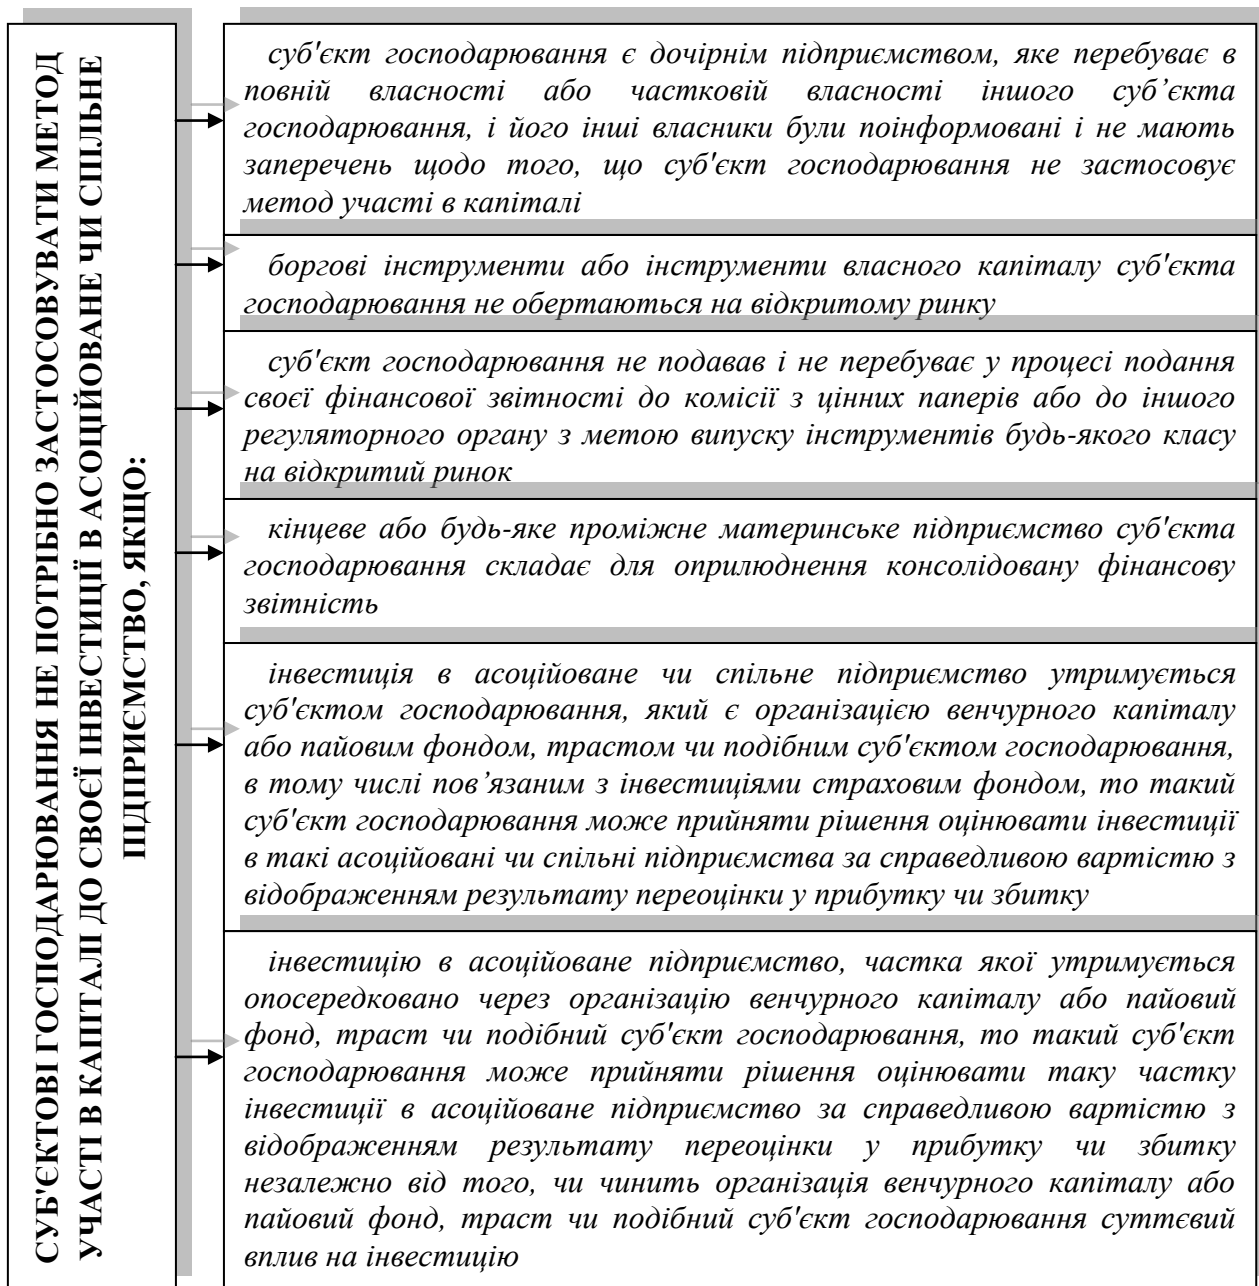 СУБ'ЄКТОВІ ГОСПОДАРЮВАННЯ НЕ ПОТРІБНО ЗАСТОСОВУВАТИ МЕТОД
УЧАСТІ В КАПІТАЛІ ДО СВОЄЇ ІНВЕСТИЦІЇ В АСОЦІЙОВАНЕ ЧИ СПІЛЬНЕ
ПІДПРИЄМСТВО, ЯКЩО:
суб'єкт господарювання є дочірнім підприємством, яке перебуває в
повній власності або частковій власності іншого суб’єкта
господарювання, і його інші власники були поінформовані і не мають
заперечень щодо того, що суб'єкт господарювання не застосовує
метод участі в капіталі
боргові інструменти або інструменти власного капіталу суб'єкта
господарювання не обертаються на відкритому ринку
суб'єкт господарювання не подавав і не перебуває у процесі подання
своєї фінансової звітності до комісії з цінних паперів або до іншого
регуляторного органу з метою випуску інструментів будь-якого класу
на відкритий ринок
кінцеве або будь-яке проміжне материнське підприємство суб'єкта
господарювання складає для оприлюднення консолідовану фінансову
звітність
інвестиція в асоційоване чи спільне підприємство утримується
суб'єктом господарювання, який є організацією венчурного капіталу
або пайовим фондом, трастом чи подібним суб'єктом господарювання,
в тому числі пов’язаним з інвестиціями страховим фондом, то такий
суб'єкт господарювання може прийняти рішення оцінювати інвестиції
в такі асоційовані чи спільні підприємства за справедливою вартістю з
відображенням результату переоцінки у прибутку чи збитку
інвестицію в асоційоване підприємство, частка якої утримується
опосередковано через організацію венчурного капіталу або пайовий
фонд, траст чи подібний суб'єкт господарювання, то такий суб'єкт
господарювання може прийняти рішення оцінювати таку частку
інвестиції в асоційоване підприємство за справедливою вартістю з
відображенням результату переоцінки у прибутку чи збитку
незалежно від того, чи чинить організація венчурного капіталу або
пайовий фонд, траст чи подібний суб'єкт господарювання суттєвий
вплив на інвестицію